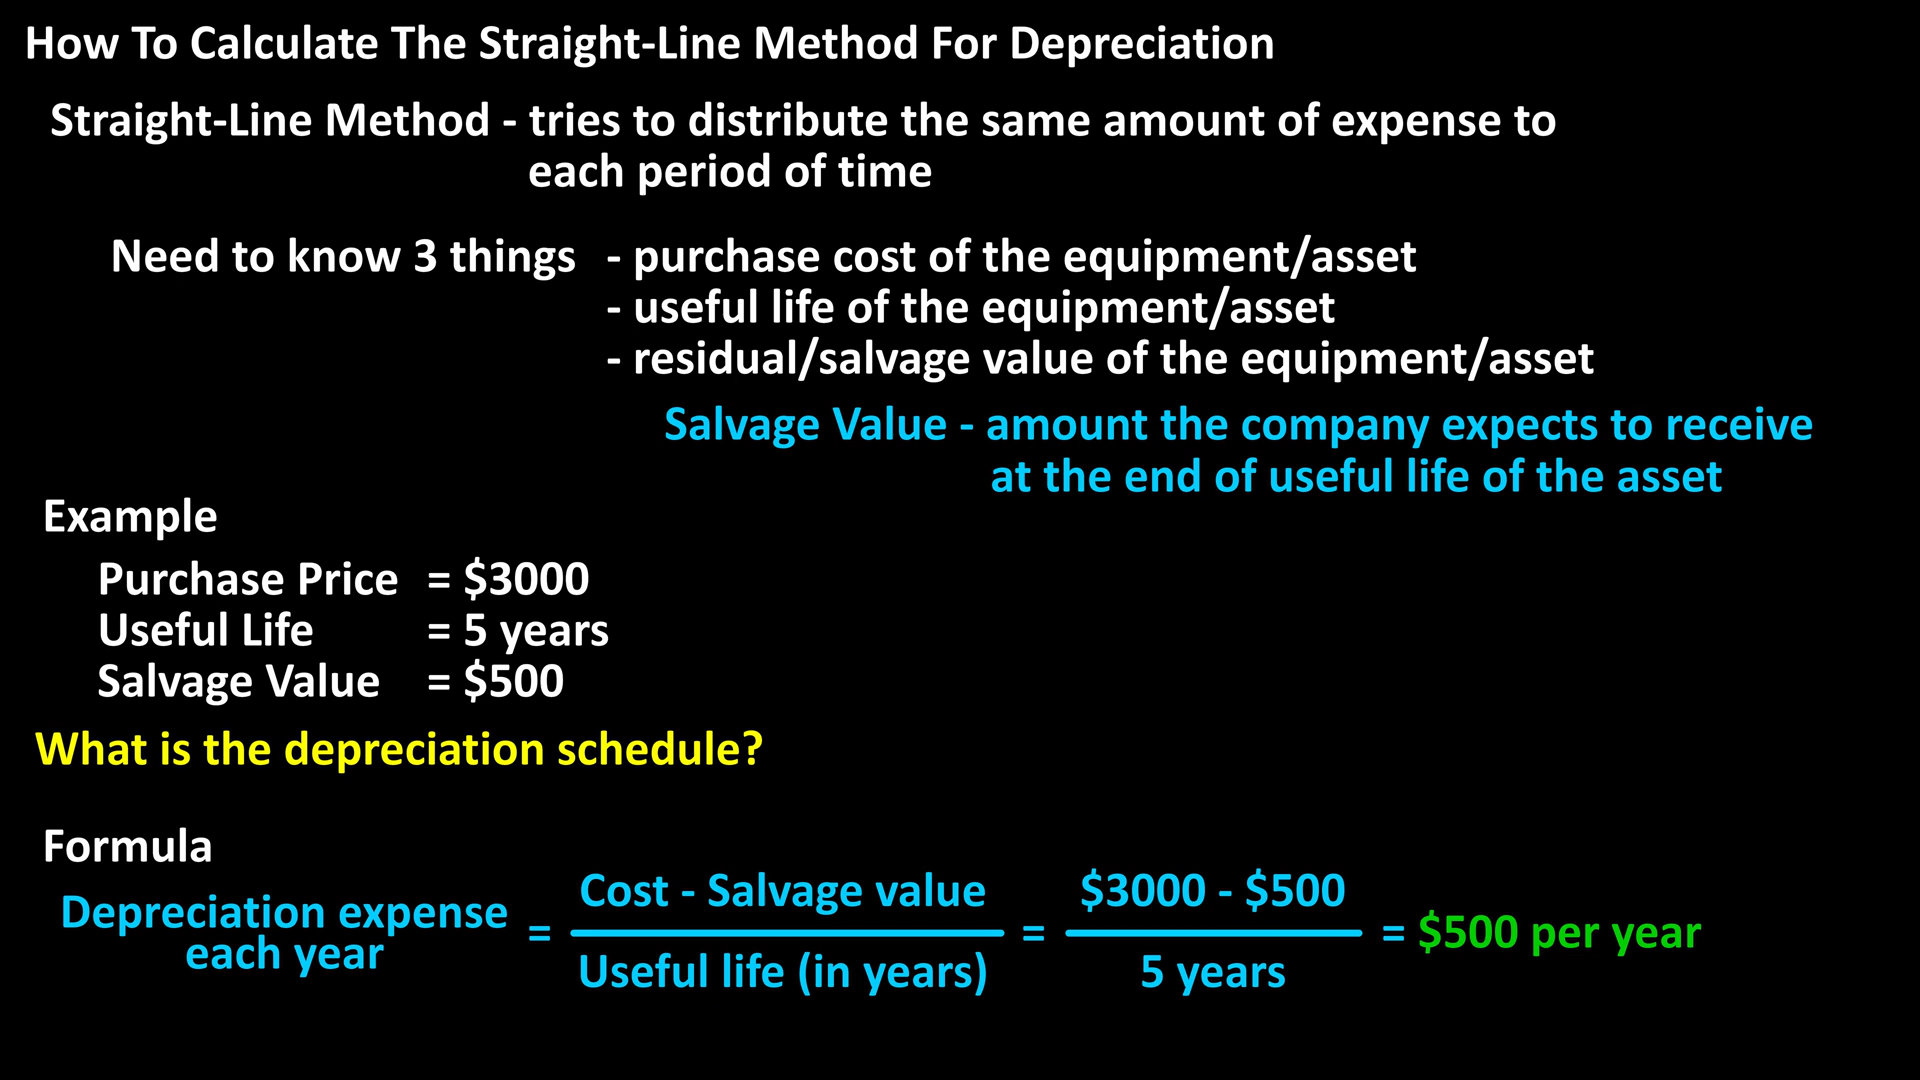 How To Calculate The Straight-Line Method For Depreciation
Straight-Line Method - tries to distribute the same amount of expense to
each period of time
Need to know 3 things - purchase cost of the equipment/asset
- useful life of the equipment/asset
- residual/salvage value of the equipment/asset
Salvage Value - amount the company expects to receive
at the end of useful life of the asset
Example
Purchase Price = $3000
Useful Life = 5 years
Salvage Value = $500
What is the depreciation schedule?
Formula
Depreciation expense
each year
=
Cost - Salvage value
Useful life (in years)
=
$3000 - $500
5 years
= $500 per year